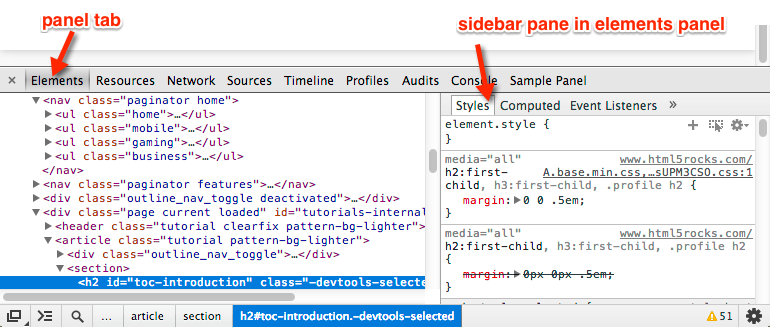 panel tab
sidebar pane in elements panel
× Elements Resources Network Sources Timeline Profiles Audits Console Sample Panel
▼<nav class="paginator home">
▶<ul class="home">…</ul>
▶<ul class="mobile">…</ul>
▶<ul class="gaming">…</ul>
▶<ul class="business">…</ul>
</nav>
▶<nav class="paginator features">…</nav>
▶<div class="outline_nav_toggle deactivated">…</div>
▼<div class="page current loaded" id="tutorials-internal
▶<header class="tutorial clearfix pattern-bg-lighter">
▼<article class="tutorial pattern-bg-lighter">
▶<div class="outline_nav_toggle">…</div>
▼<section>
<h2 id="toc-introduction" class="-devtools-selecte
Styles Computed Event Listeners »
element.style {
}
media="all" www.html5rocks.com/
h2:first- A.base.min.css,…sUPM3CSO.css:1
child, h3:first-child, .profile h2 {
margin:▶0 0 .5em;
}
media="all" www.html5rocks.com/
h2:first-child, h3:first-child, .profile h2
{
margin:▶0px 0px .5em;
}
... article section h2#toc-introduction.-devtools-selected 51